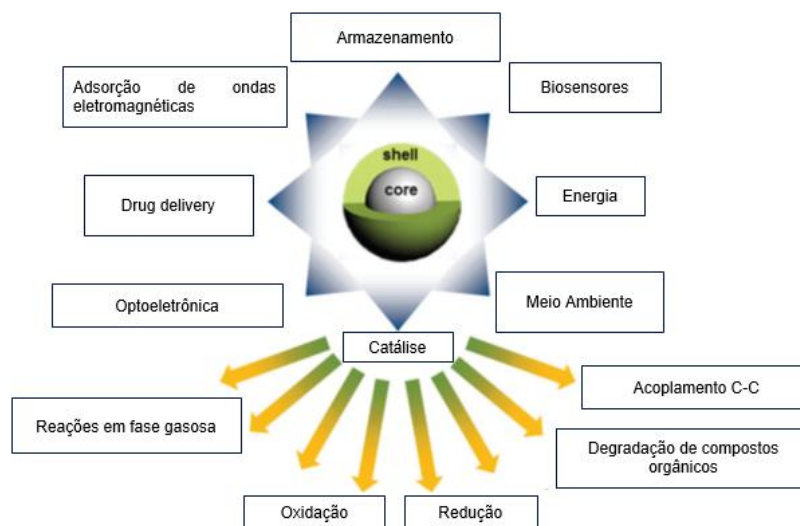 Armazenamento
Adsorção de ondas
eletromagnéticas
Biosensores
shell
core
Drug delivery
Energia
Optoeletrônica
Meio Ambiente
Catálise
Acoplamento C-C
Reações em fase gasosa
Degradação de compostos
orgânicos
Oxidação
Redução